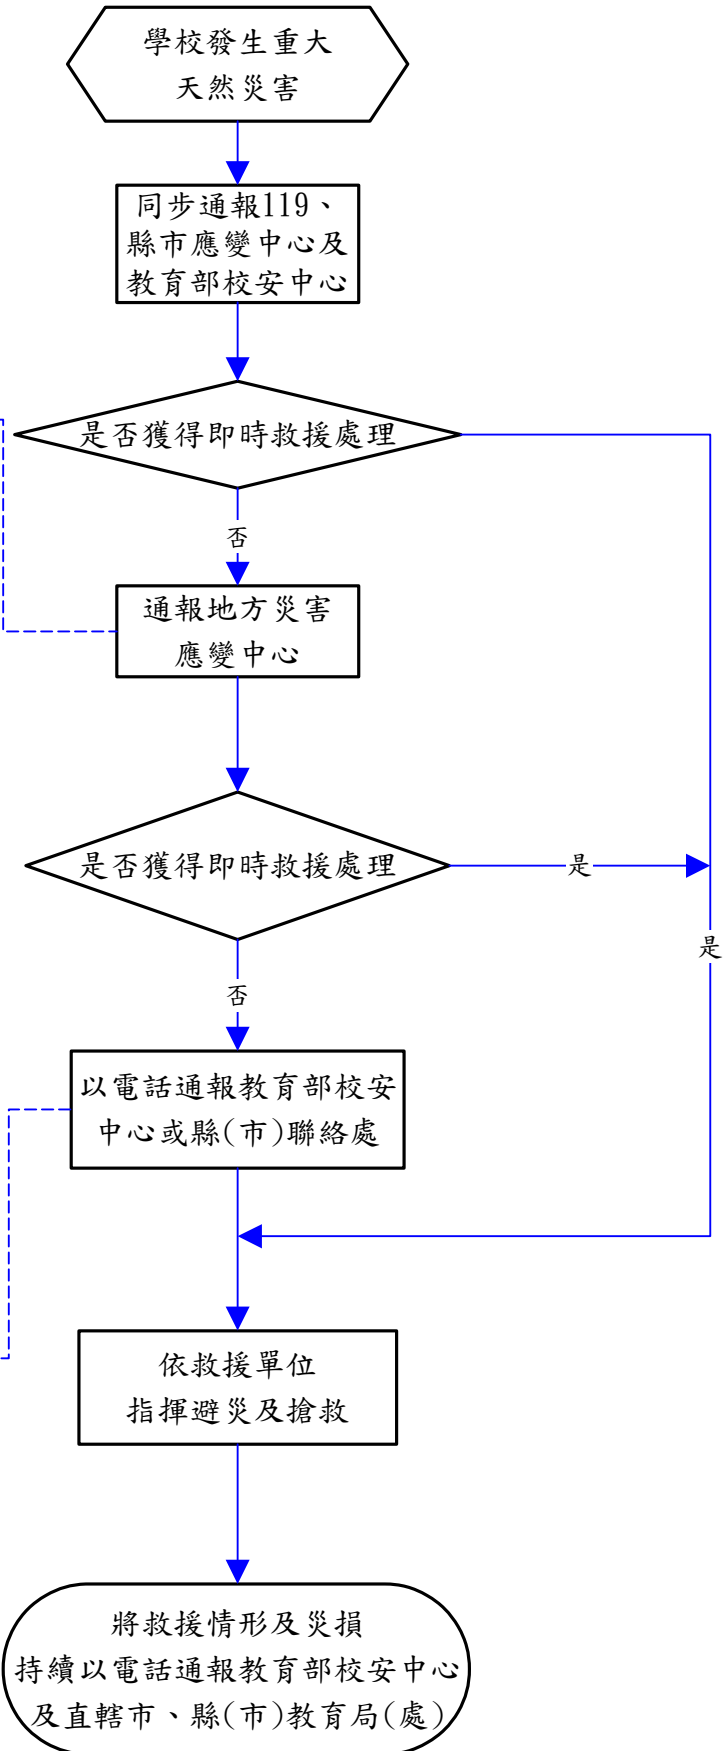 學校發生重大
天然災害
同步通報119、
縣市應變中心及
教育部校安中心
是否獲得即時救援處理
否
通報地方災害
應變中心
是否獲得即時救援處理
是
是
否
以電話通報教育部校安
中心或縣(市)聯絡處
依救援單位
指揮避災及搶救
將救援情形及災損
持續以電話通報教育部校安中心
及直轄市、縣(市)教育局(處)